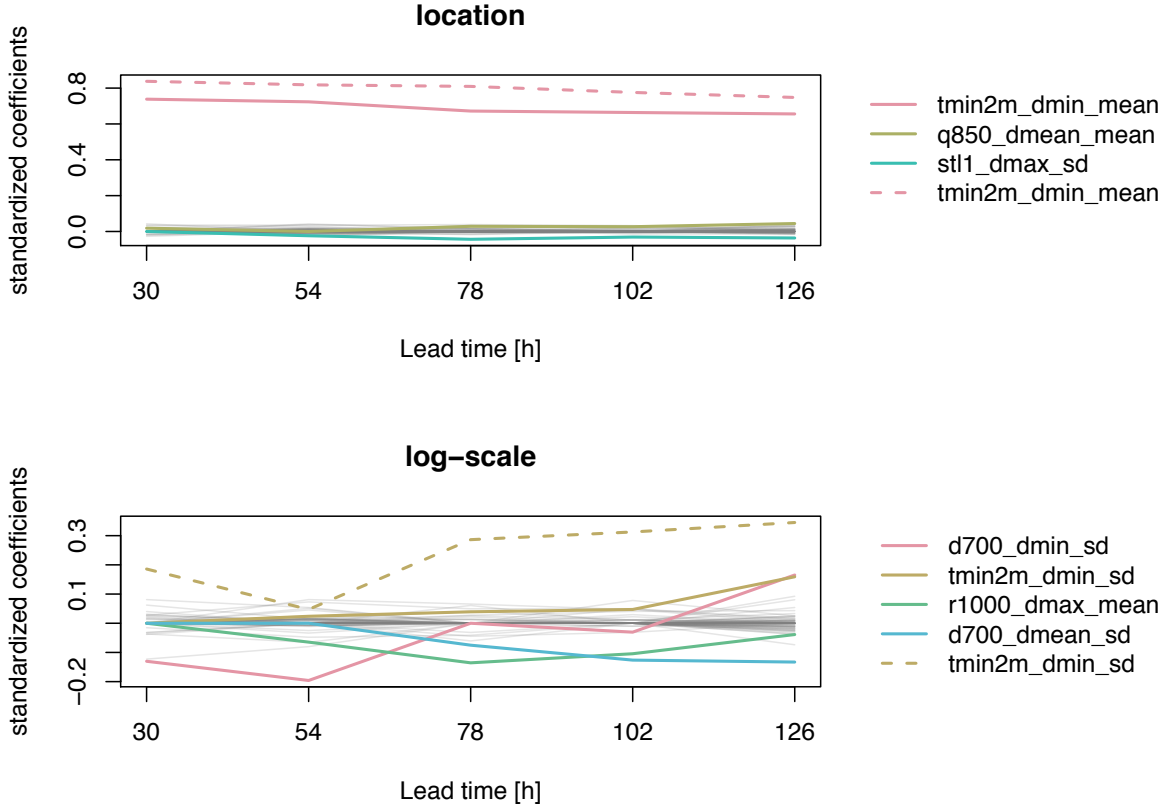 location
standardized coefficients
0.8
0.4
0.0
30 54 78 102 126
Lead time [h]
tmin2m_dmin_mean
q850_dmean_mean
stl1_dmax_sd
tmin2m_dmin_mean
log−scale
standardized coefficients
0.3
0.1
−0.2
30 54 78 102 126
Lead time [h]
d700_dmin_sd
tmin2m_dmin_sd
r1000_dmax_mean
d700_dmean_sd
tmin2m_dmin_sd